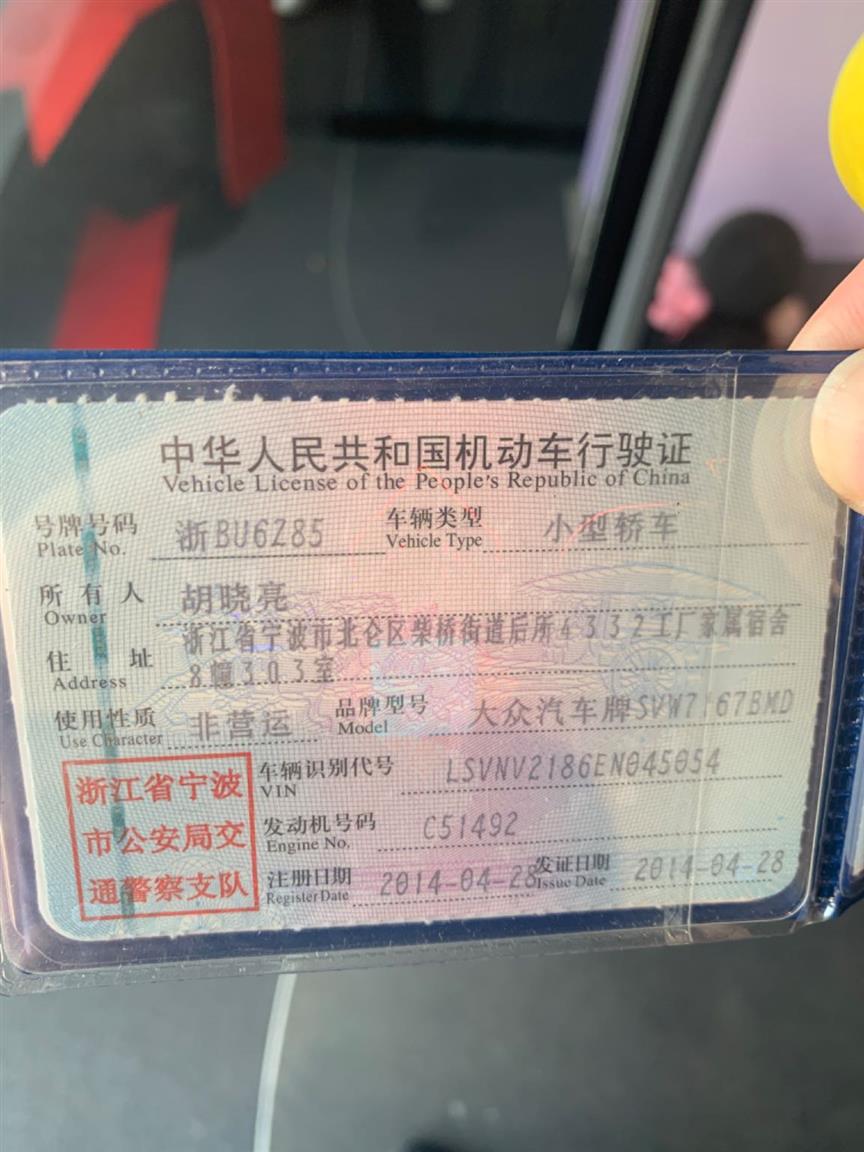 中华人民共和国机动车行驶证
Vehicle License of the People's Republic of China
号牌号码 浙BU6Z85 车辆类型 小型轿车
Plate No. Vehicle Type
所有人 胡晓亮
Owner
住址 浙江省宁波市北仑区柴桥街道后所4332工厂家属宿舍
Address 8幢303室
使用性质 非营运 品牌型号 大众汽车牌SVW7167BMD
Use Character Model
浙江省宁波
市公安局交
通警察支队
车辆识别代号 LSVNV2186EN045054
VIN
发动机号码 C51492
Engine No.
注册日期 2014-04-28 发证日期 2014-04-28
Register Date Issue Date